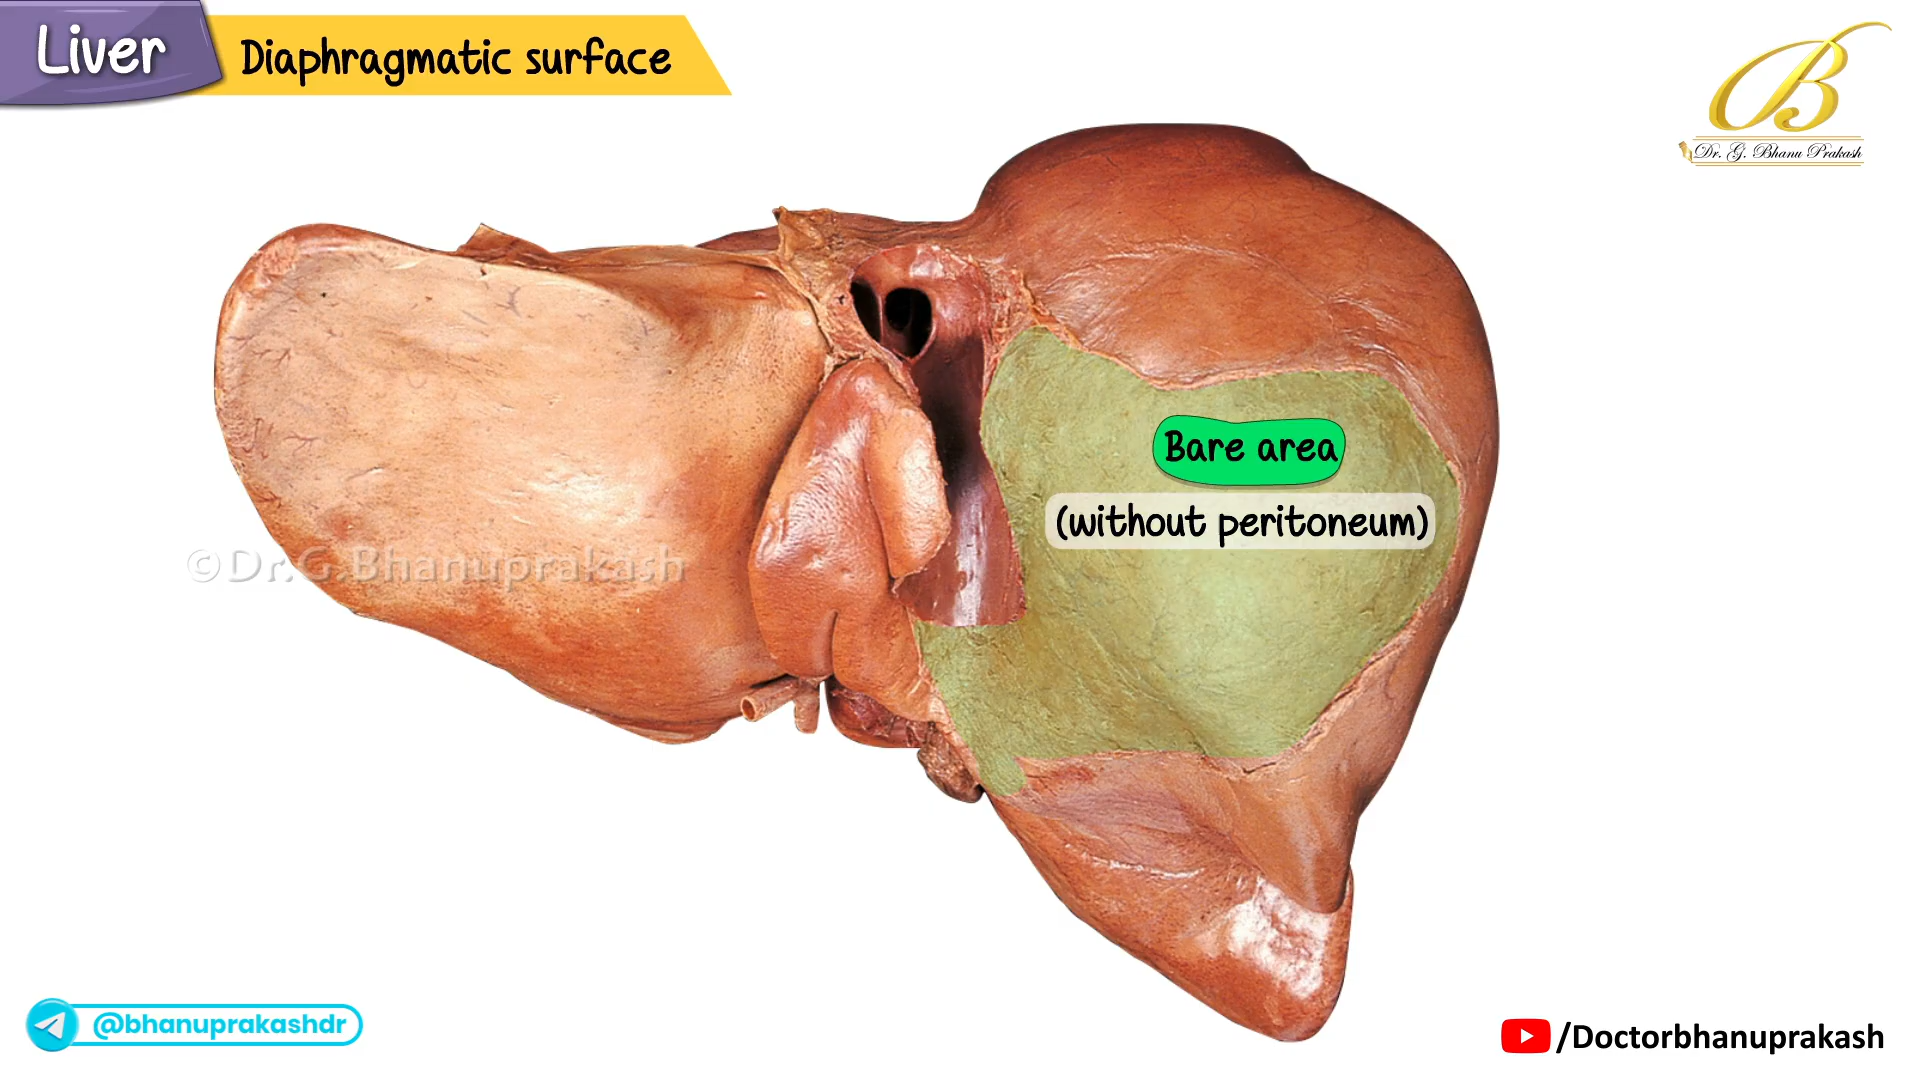 Liver
Diaphragmatic surface
B
Dr. G. Bhanu Prakash
Bare area
(without peritoneum)
©Dr.G.Bhanuprakash
@bhanuprakashdr
/Doctorbhanuprakash